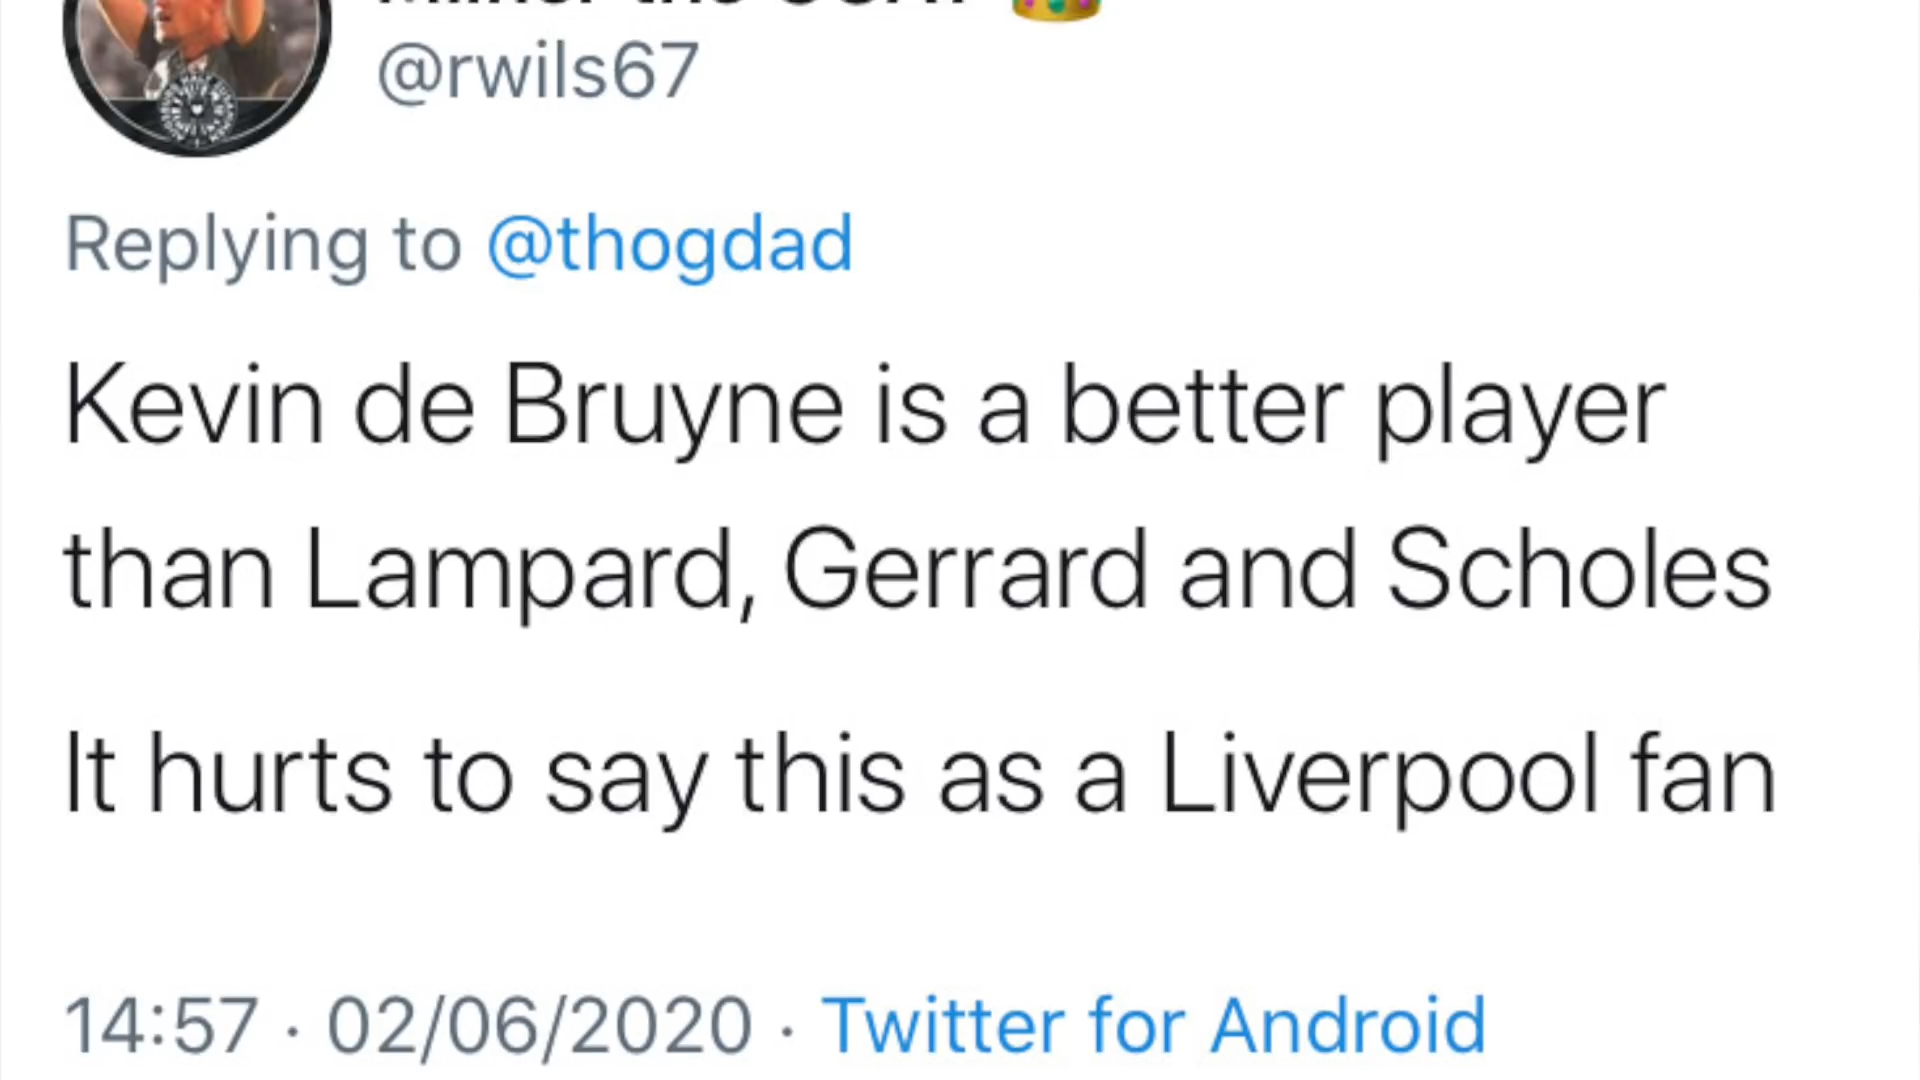 @rwils67
Replying to @thogdad
Kevin de Bruyne is a better player
than Lampard, Gerrard and Scholes
It hurts to say this as a Liverpool fan
14:57 · 02/06/2020 · Twitter for Android